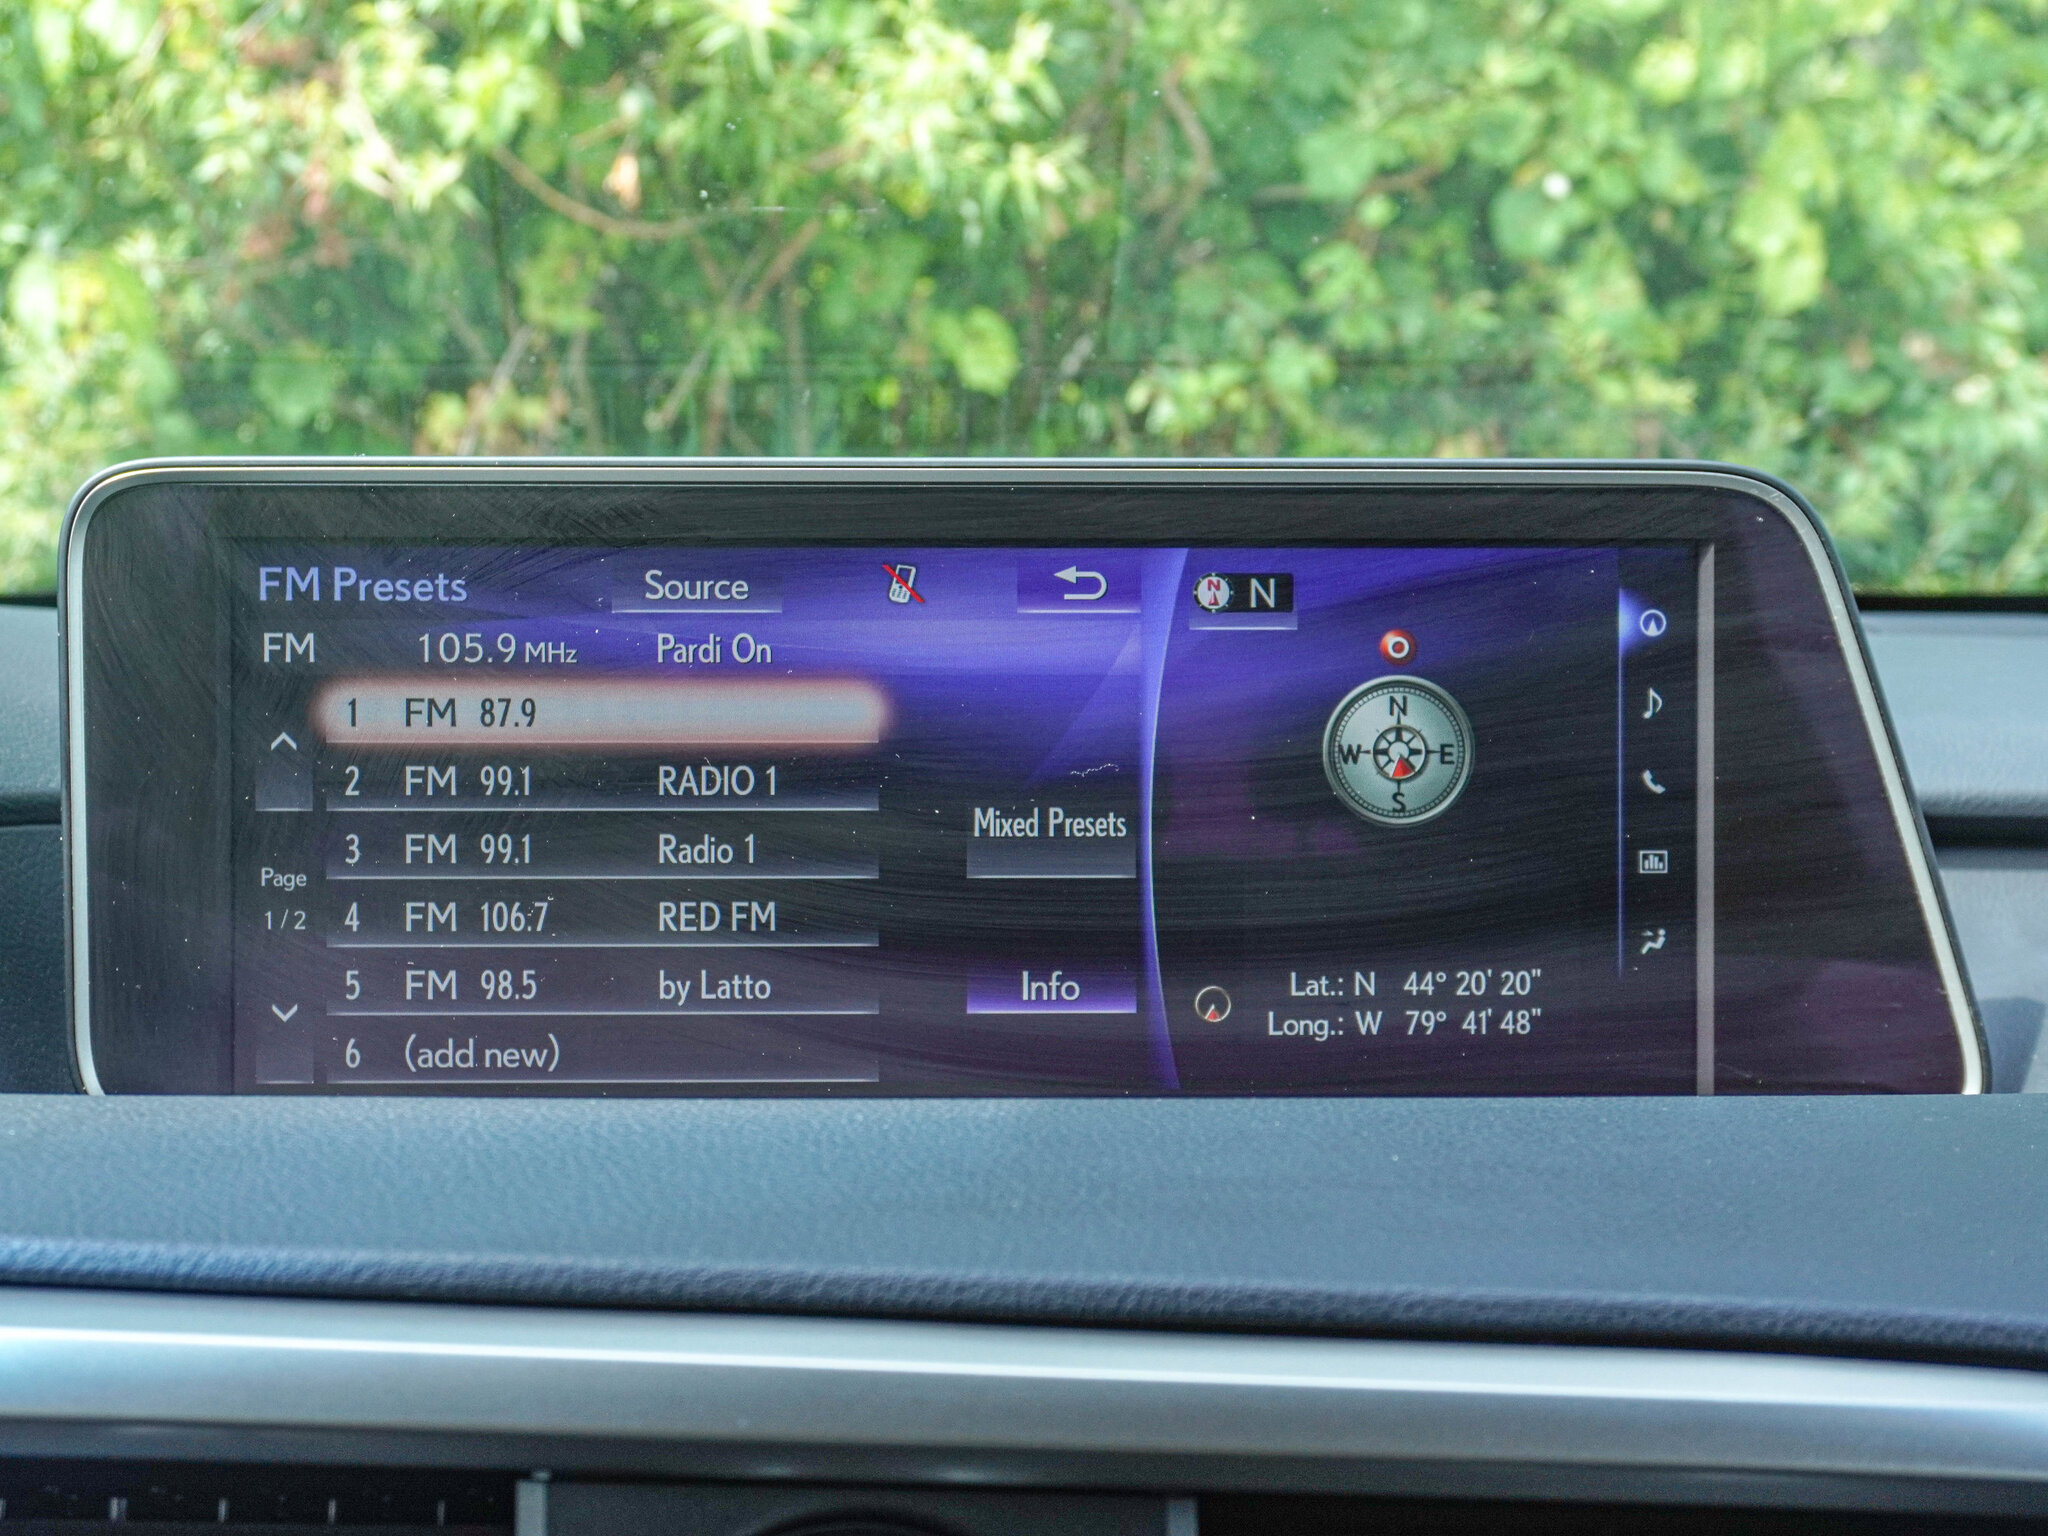 FM Presets Source
N N
FM 105.9 MHz Pardi On
1 FM 87.9
2 FM 99.1 RADIO 1
3 FM 99.1 Radio 1
4 FM 106.7 RED FM
5 FM 98.5 by Latto
6 (add new)
Page
1 / 2
Mixed Presets
Info
N
W E
S
Lat.: N 44° 20' 20"
Long.: W 79° 41' 48"